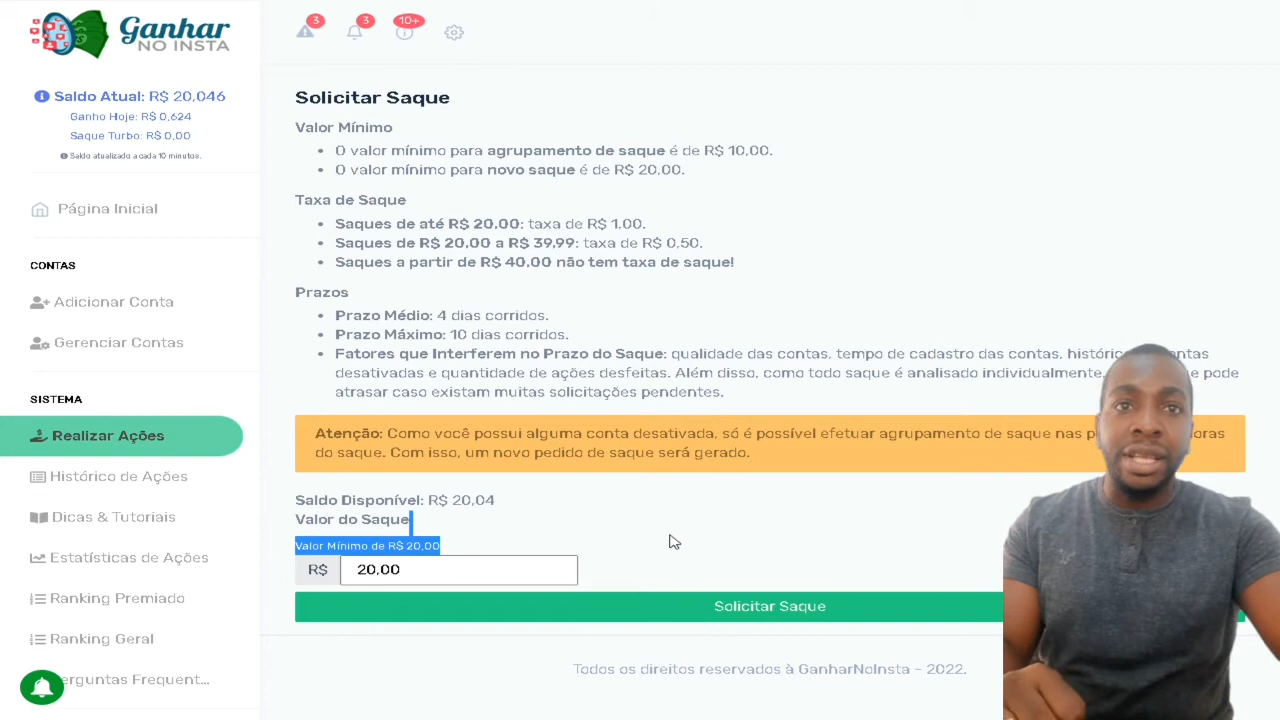 Ganhar
NO INSTA
Saldo Atual: R$ 20,046
Ganho Hoje: R$ 0,624
Saque Turbo: R$ 0,00
Saldo atualizado a cada 10 minutos.
Página Inicial
CONTAS
Adicionar Conta
Gerenciar Contas
SISTEMA
Realizar Ações
Histórico de Ações
Dicas & Tutoriais
Estatísticas de Ações
Ranking Premiado
Ranking Geral
erguntas Frequent...
3
3
10+
Solicitar Saque
Valor Mínimo
O valor mínimo para agrupamento de saque é de R$ 10,00.
O valor mínimo para novo saque é de R$ 20,00.
Taxa de Saque
Saques de até R$ 20,00: taxa de R$ 1,00.
Saques de R$ 20,00 a R$ 39,99: taxa de R$ 0,50.
Saques a partir de R$ 40,00 não tem taxa de saque!
Prazos
Prazo Médio: 4 dias corridos.
Prazo Máximo: 10 dias corridos.
Fatores que Interferem no Prazo do Saque: qualidade das contas, tempo de cadastro das contas,
desativadas e quantidade de ações desfeitas. Além disso, como todo saque é analisado individualmente, e pode
atrasar caso existam muitas solicitações pendentes.
Atenção: Como você possui alguma conta desativada, só é possível efetuar agrupamento de saque nas
do saque. Com isso, um novo pedido de saque será gerado.
Saldo Disponível: R$ 20,04
Valor do Saque
Valor Mínimo de R$ 20,00
R$ 20,00
Solicitar Saque
Todos os direitos reservados à GanharNoInsta - 2022.